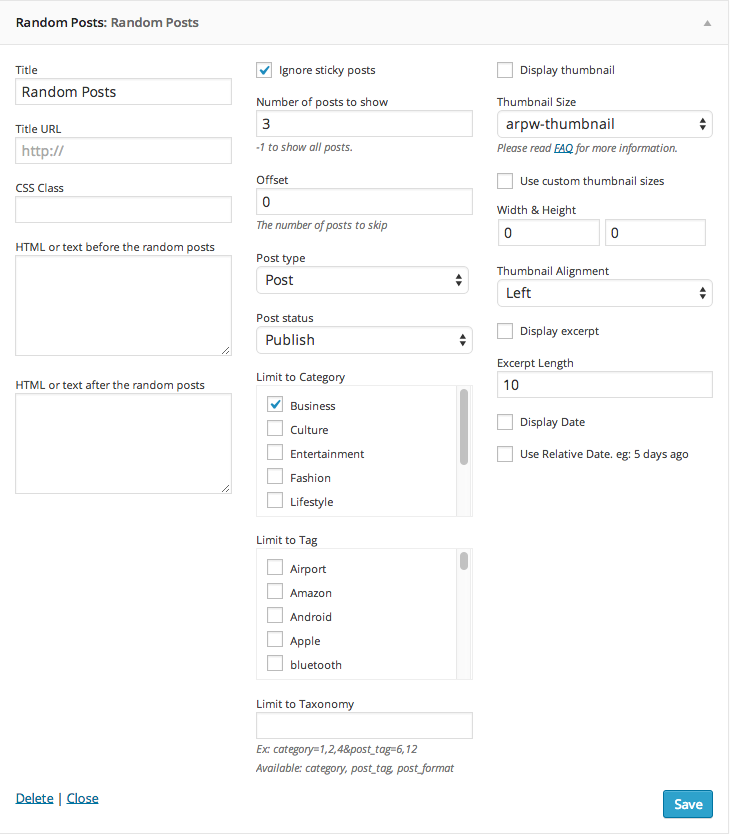 Random Posts: Random Posts
Title
Random Posts
Title URL
http://
CSS Class
HTML or text before the random posts
HTML or text after the random posts
Ignore sticky posts
Number of posts to show
3
-1 to show all posts.
Offset
0
The number of posts to skip
Post type
Post
Post status
Publish
Limit to Category
Business
Culture
Entertainment
Fashion
Lifestyle
Limit to Tag
Airport
Amazon
Android
Apple
bluetooth
Limit to Taxonomy
Ex: category=1,2,4&post_tag=6,12
Available: category, post_tag, post_format
Display thumbnail
Thumbnail Size
arpw-thumbnail
Please read FAQ for more information.
Use custom thumbnail sizes
Width & Height
0 0
Thumbnail Alignment
Left
Display excerpt
Excerpt Length
10
Display Date
Use Relative Date. eg: 5 days ago
Delete | Close
Save